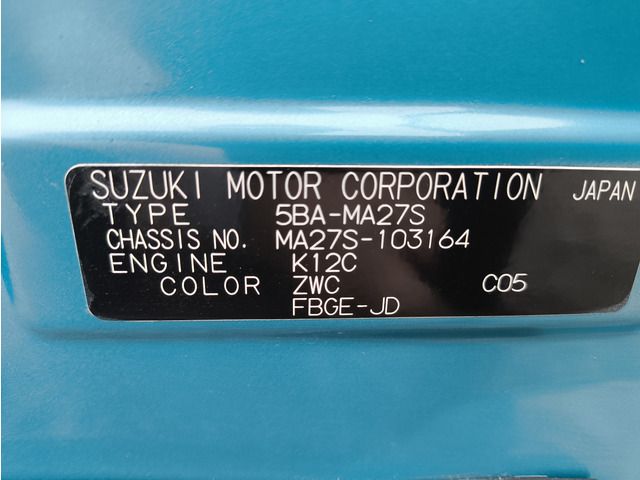 SUZUKI MOTOR CORPORATION JAPAN
TYPE 5BA-MA27S
CHASSIS NO. MA27S-103164
ENGINE K12C
COLOR ZWC C05
FBGE-JD